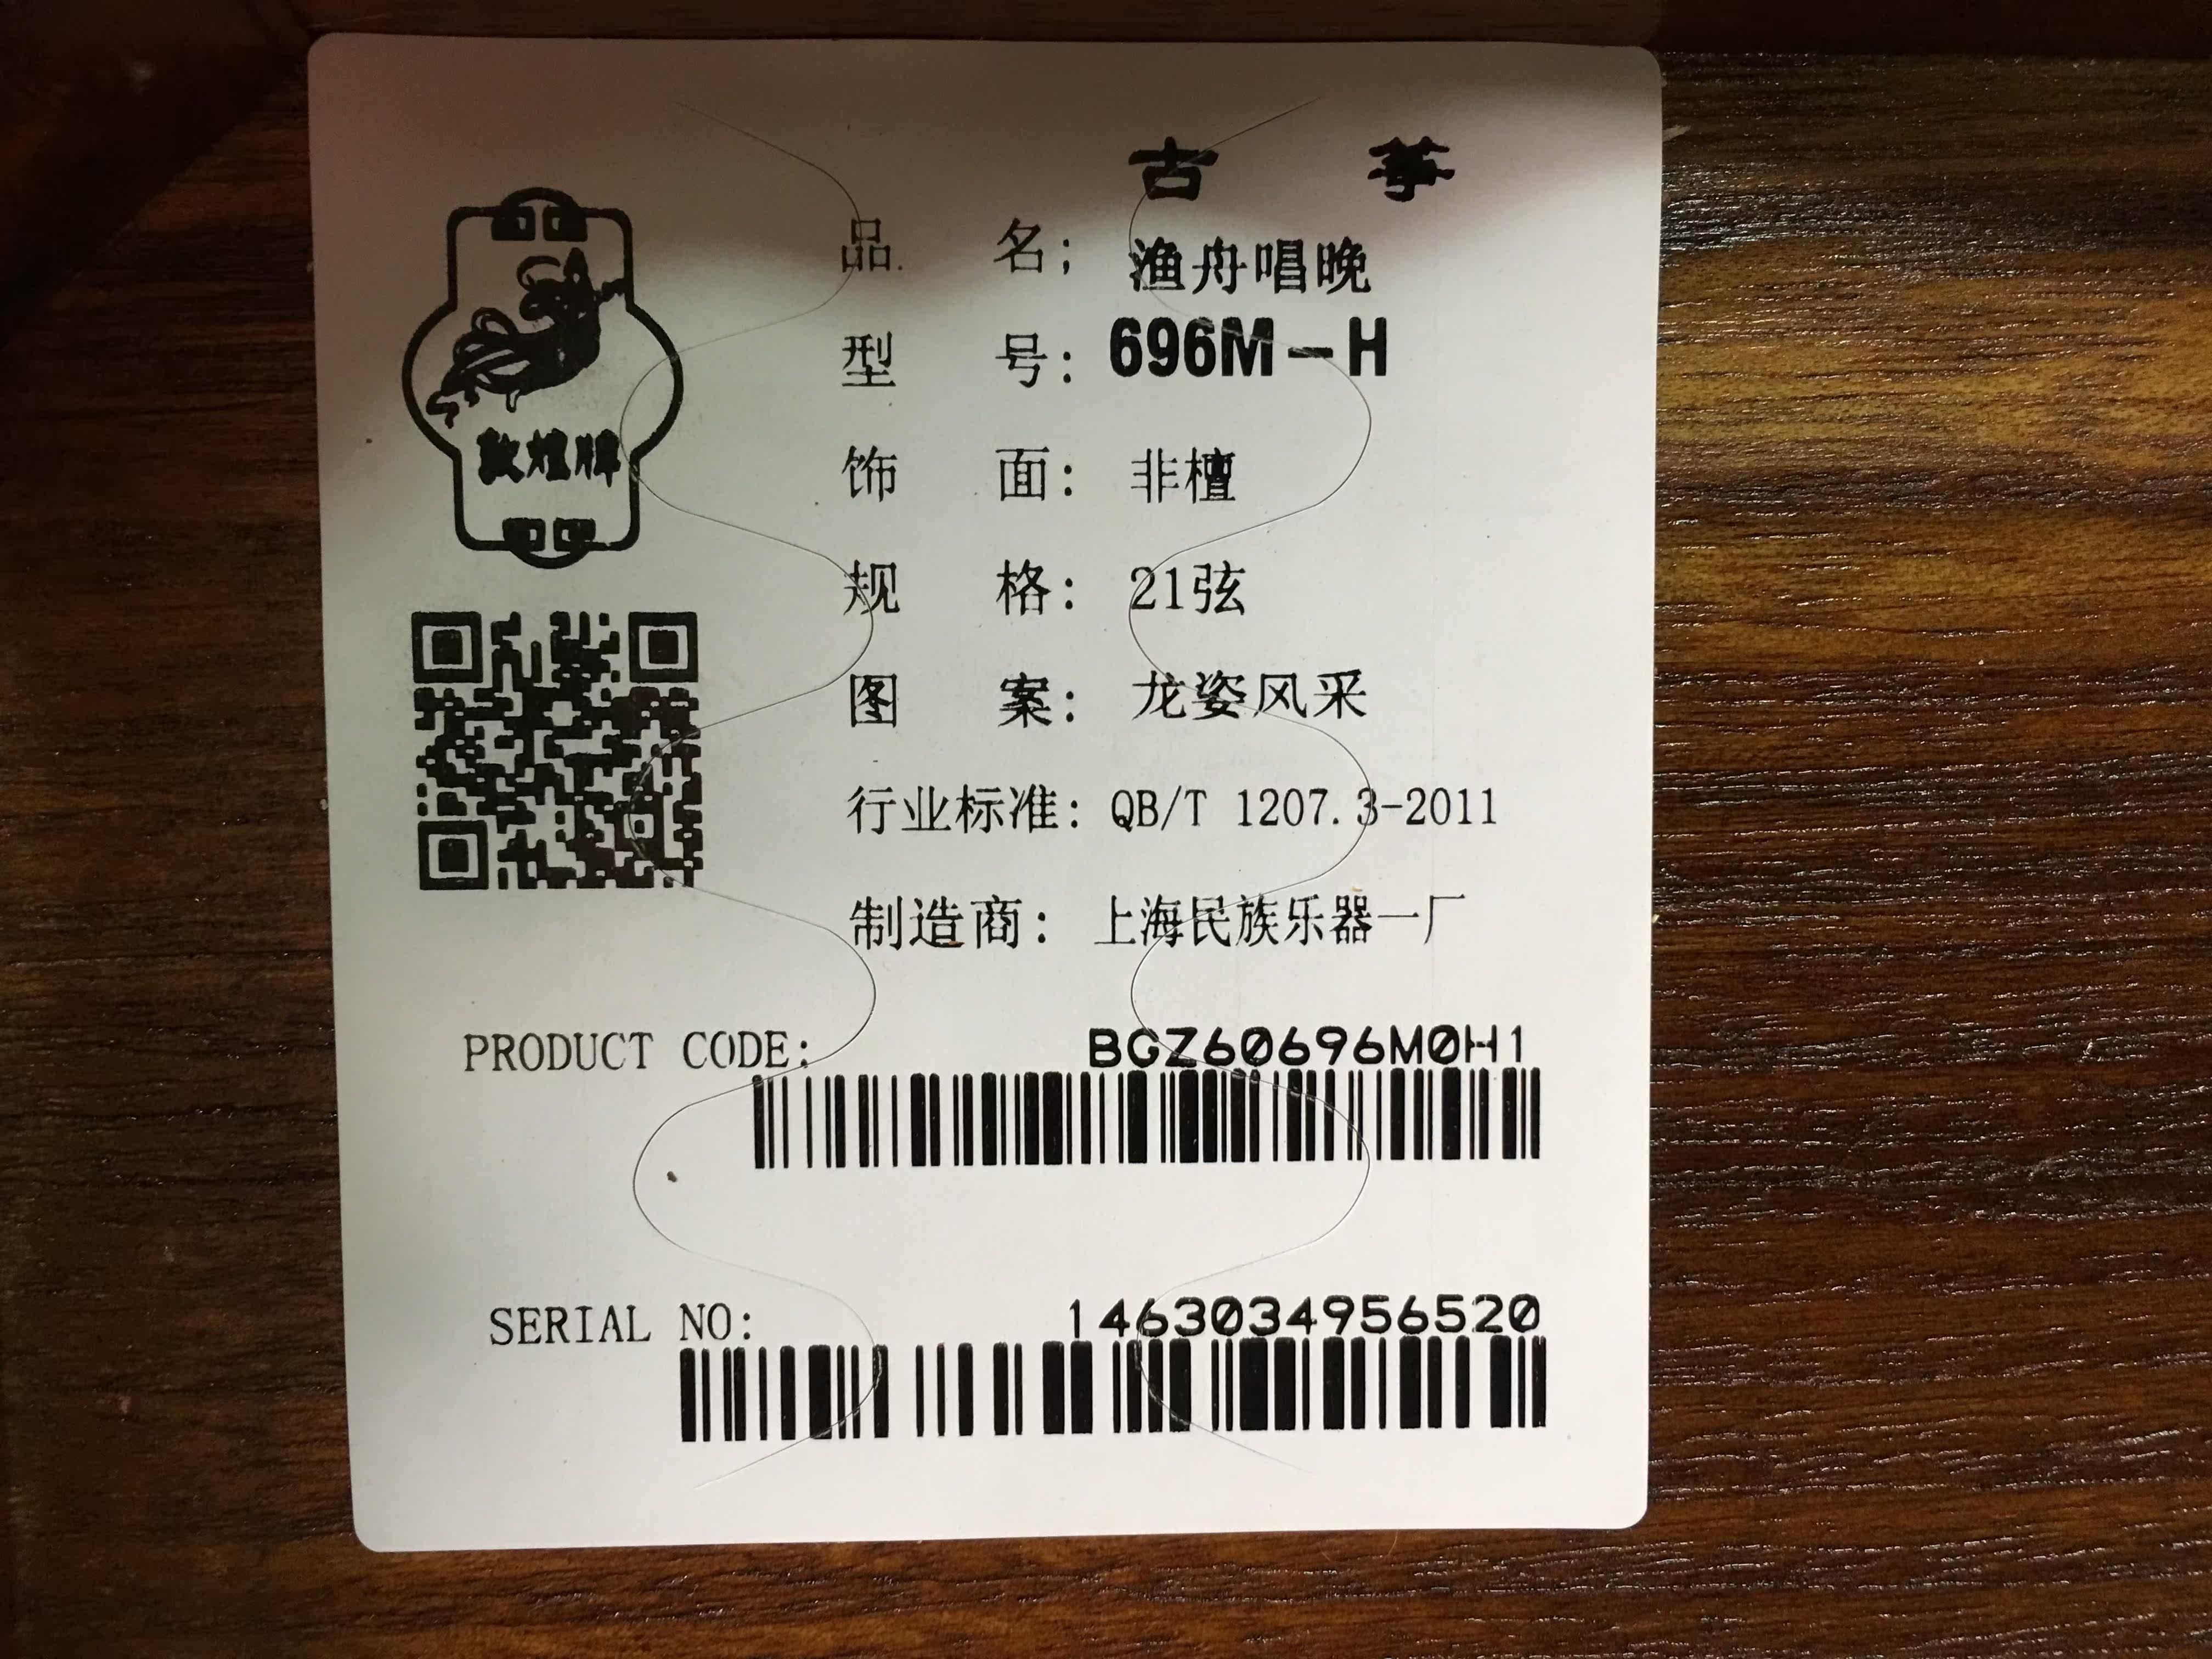 古 筝
敦煌牌
品 名; 渔舟唱晚
型 号: 696M-H
饰 面: 非檀
规 格: 21弦
图 案: 龙姿风采
行业标准: QB/T 1207.3-2011
制造商: 上海民族乐器一厂
PRODUCT CODE: BGZ60696M0H1
SERIAL NO: 1463034956520